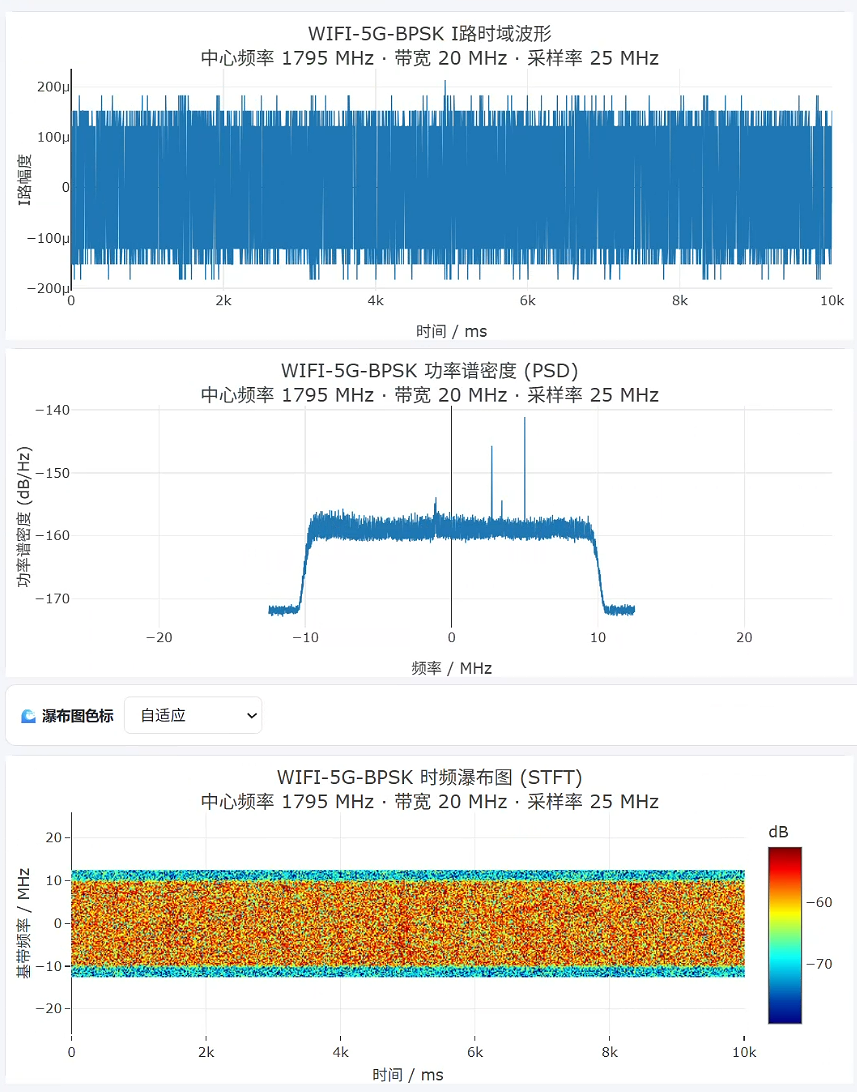 WIFI-5G-BPSK I路时域波形
中心频率 1795 MHz · 带宽 20 MHz · 采样率 25 MHz
200μ
100μ
0
−100μ
−200μ
I路幅度
0 2k 4k 6k 8k 10k
时间 / ms
WIFI-5G-BPSK 功率谱密度 (PSD)
中心频率 1795 MHz · 带宽 20 MHz · 采样率 25 MHz
−140
−150
−160
−170
功率谱密度 (dB/Hz)
−20 −10 0 10 20
频率 / MHz
瀑布图色标 自适应
WIFI-5G-BPSK 时频瀑布图 (STFT)
中心频率 1795 MHz · 带宽 20 MHz · 采样率 25 MHz
20
10
0
−10
−20
基带频率 / MHz
0 2k 4k 6k 8k 10k
时间 / ms
dB
−60
−70